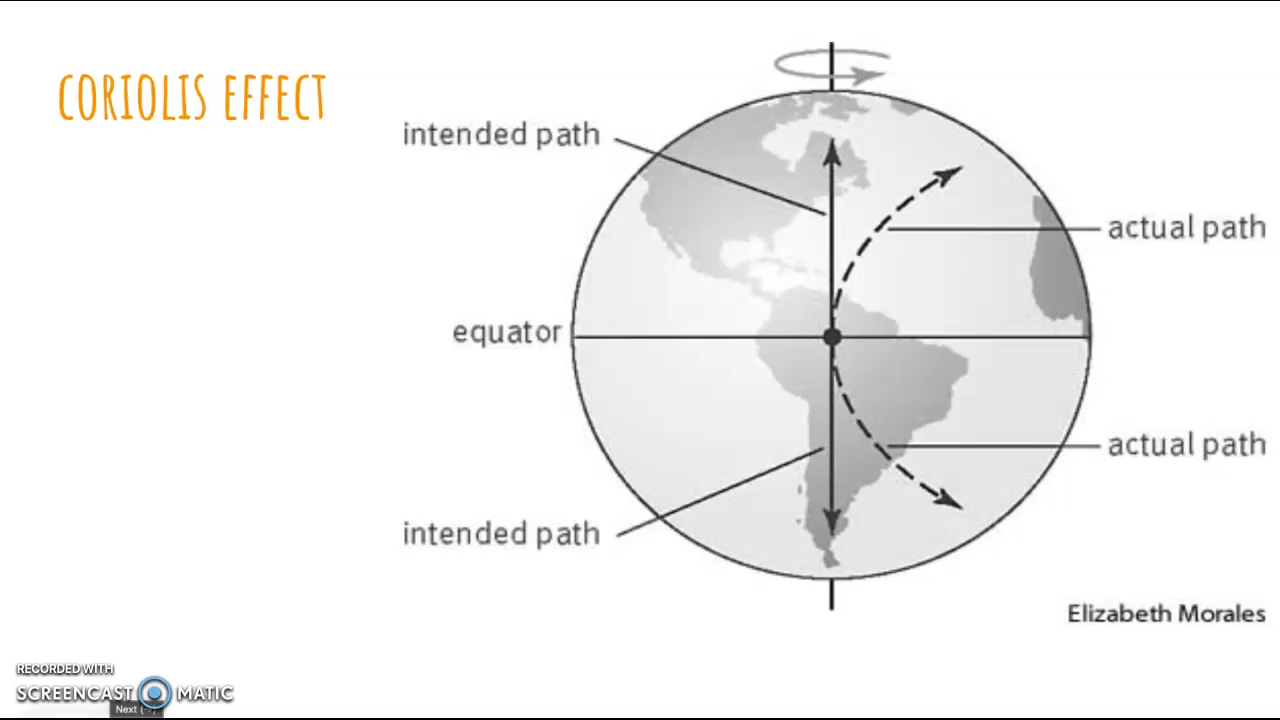 CORIOLIS EFFECT
intended path
actual path
equator
actual path
intended path
Elizabeth Morales
RECORDED WITH
SCREENCAST MATIC
Next